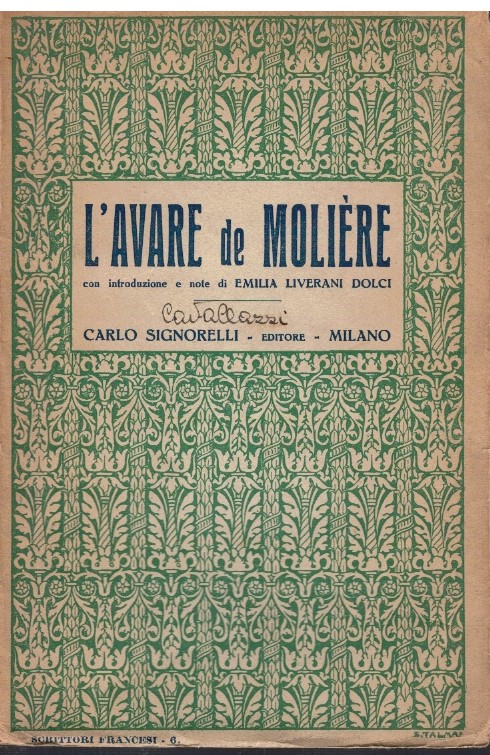 L'AVARE de MOLIÈRE
con introduzione e note di EMILIA LIVERANI DOLCI
Cavallazzi
CARLO SIGNORELLI - EDITORE - MILANO
SCRITTORI FRANCESI - 6.